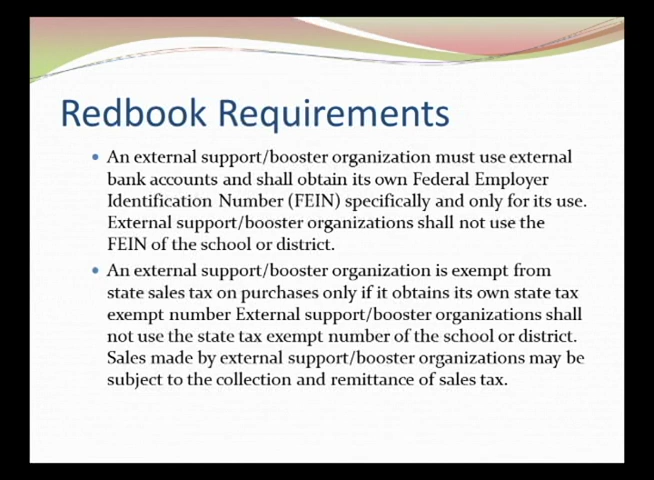 Redbook Requirements
• An external support/booster organization must use external
bank accounts and shall obtain its own Federal Employer
Identification Number (FEIN) specifically and only for its use.
External support/booster organizations shall not use the
FEIN of the school or district.
• An external support/booster organization is exempt from
state sales tax on purchases only if it obtains its own state tax
exempt number External support/booster organizations shall
not use the state tax exempt number of the school or district.
Sales made by external support/booster organizations may be
subject to the collection and remittance of sales tax.